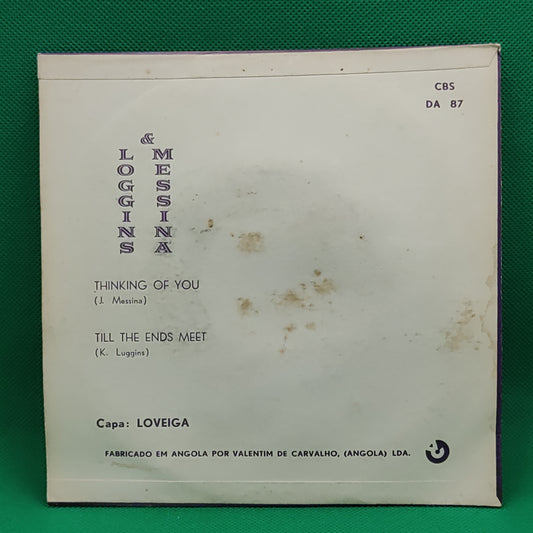 CBS
DA 87
LOGGINS
&
MESSINA
THINKING OF YOU
(J. Messina)
TILL THE ENDS MEET
(K. Luggins)
Capa: LOVEIGA
FABRICADO EM ANGOLA POR VALENTIM DE CARVALHO, (ANGOLA) LDA.